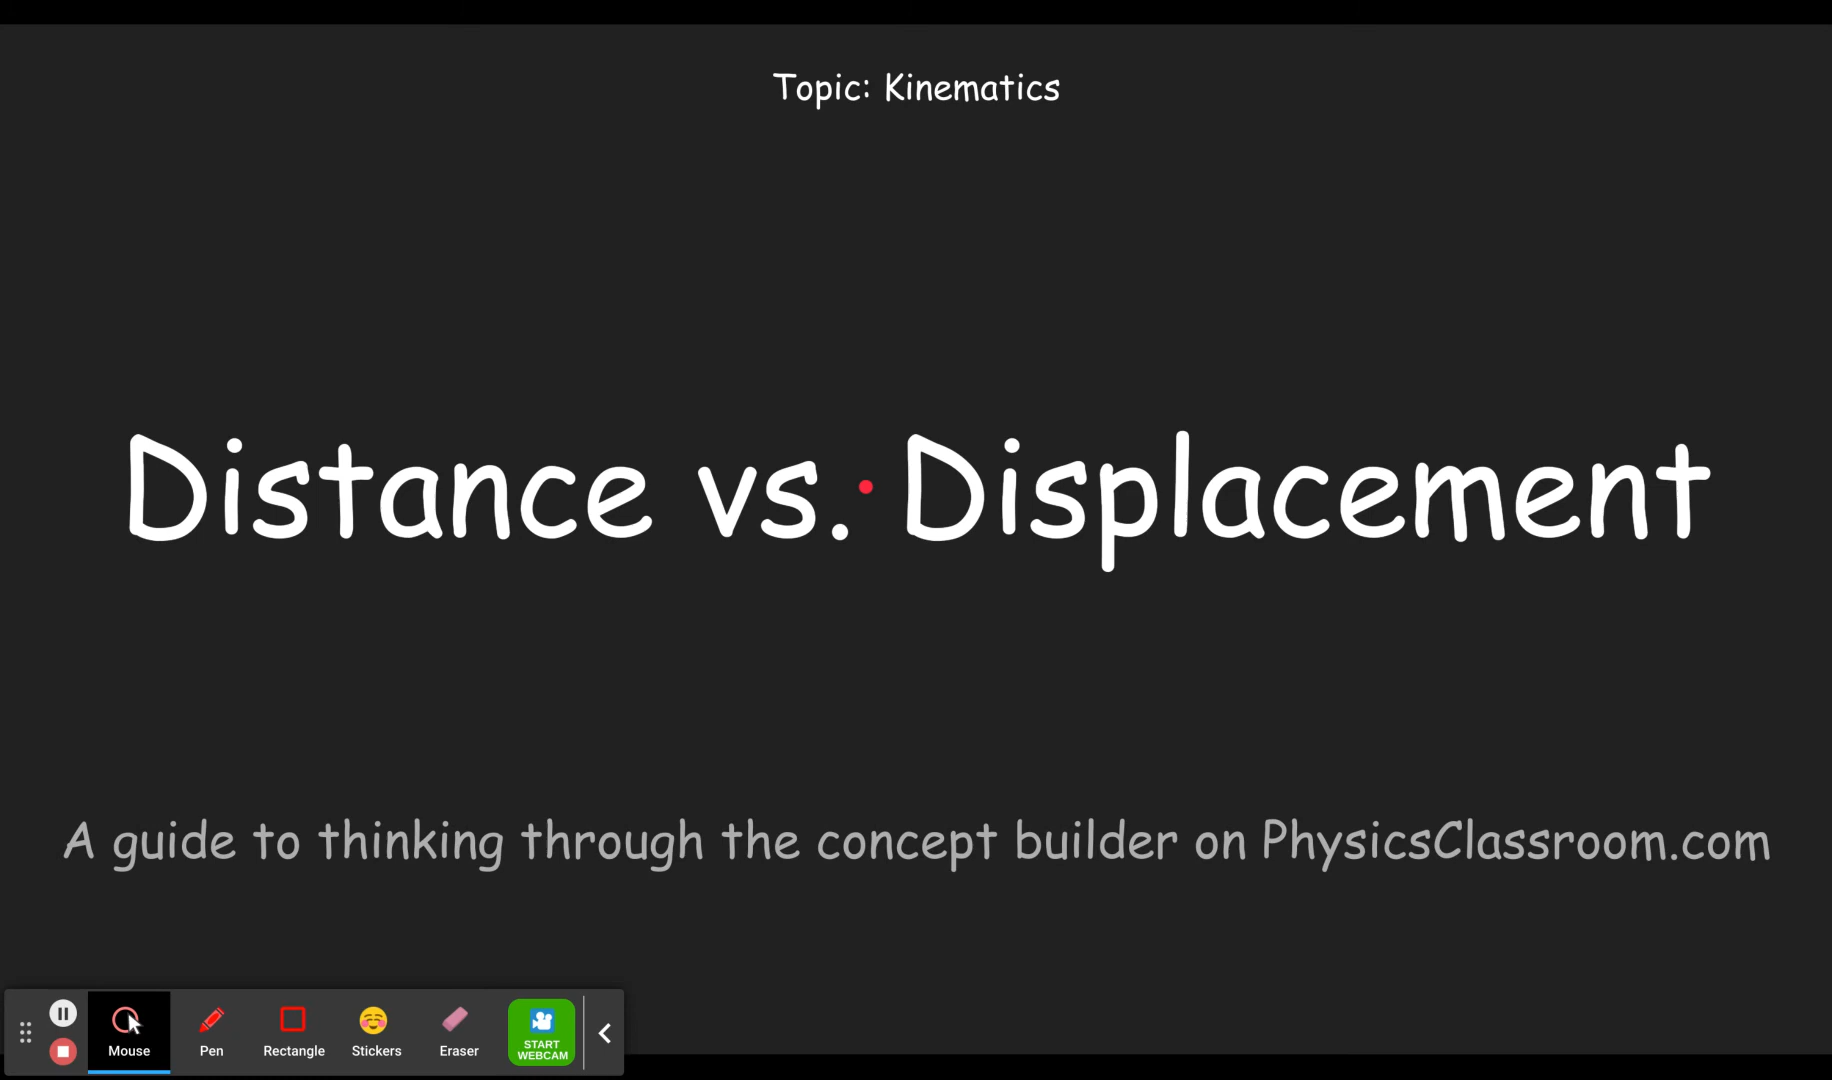 Topic: Kinematics
Distance vs. Displacement
A guide to thinking through the concept builder on PhysicsClassroom.com
Mouse
Pen
Rectangle
Stickers
Eraser
START
WEBCAM